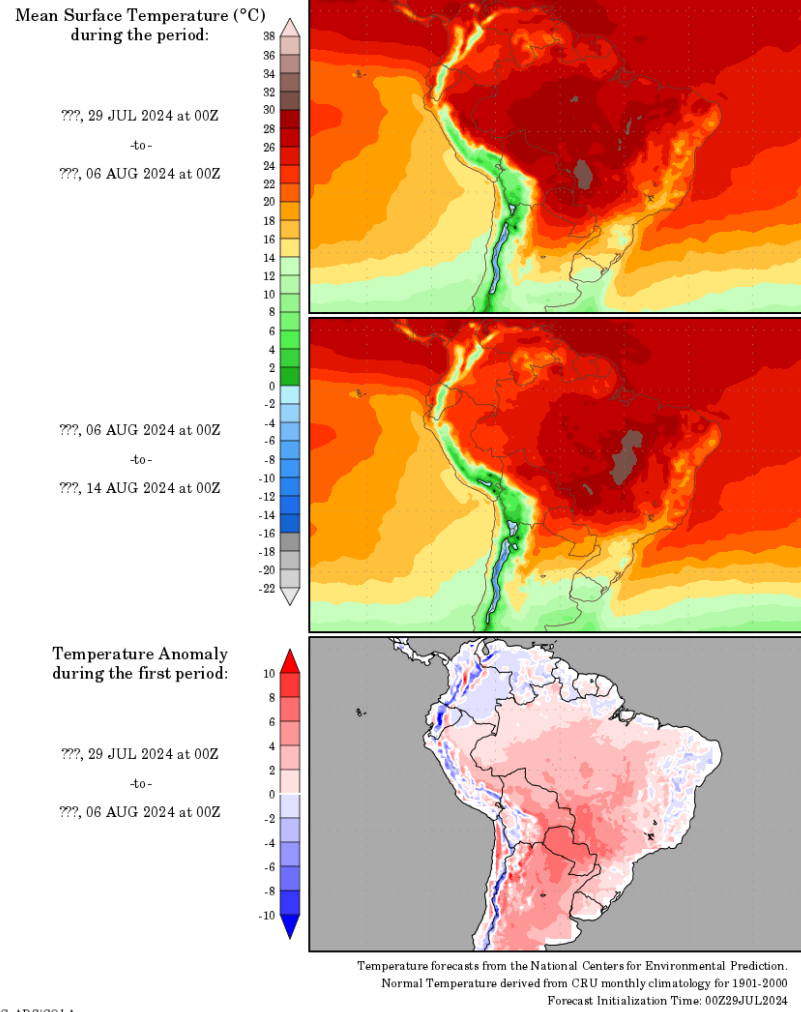 Mean Surface Temperature (°C)
during the period:
38
36
34
32
30
28
26
24
22
20
18
16
14
12
10
8
6
4
2
0
-2
-4
-6
-8
-10
-12
-14
-16
-18
-20
-22
???, 29 JUL 2024 at 00Z
-to-
???, 06 AUG 2024 at 00Z
???, 06 AUG 2024 at 00Z
-to-
???, 14 AUG 2024 at 00Z
Temperature Anomaly
during the first period:
10
8
6
4
2
0
-2
-4
-6
-8
-10
???, 29 JUL 2024 at 00Z
-to-
???, 06 AUG 2024 at 00Z
Temperature forecasts from the National Centers for Environmental Prediction.
Normal Temperature derived from CRU monthly climatology for 1901-2000
Forecast Initialization Time: 00Z29JUL2024